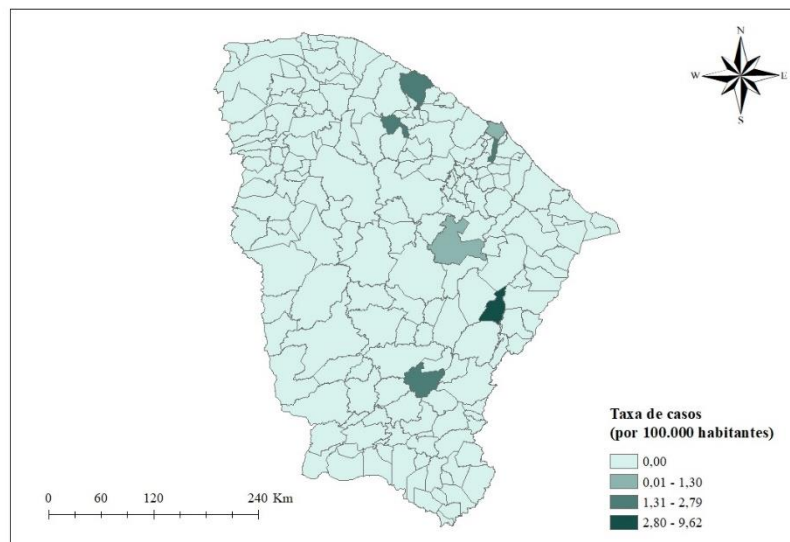 N
W E
S
Taxa de casos
(por 100.000 habitantes)
0,00
0,01 - 1,30
1,31 - 2,79
2,80 - 9,62
0 60 120 240 Km